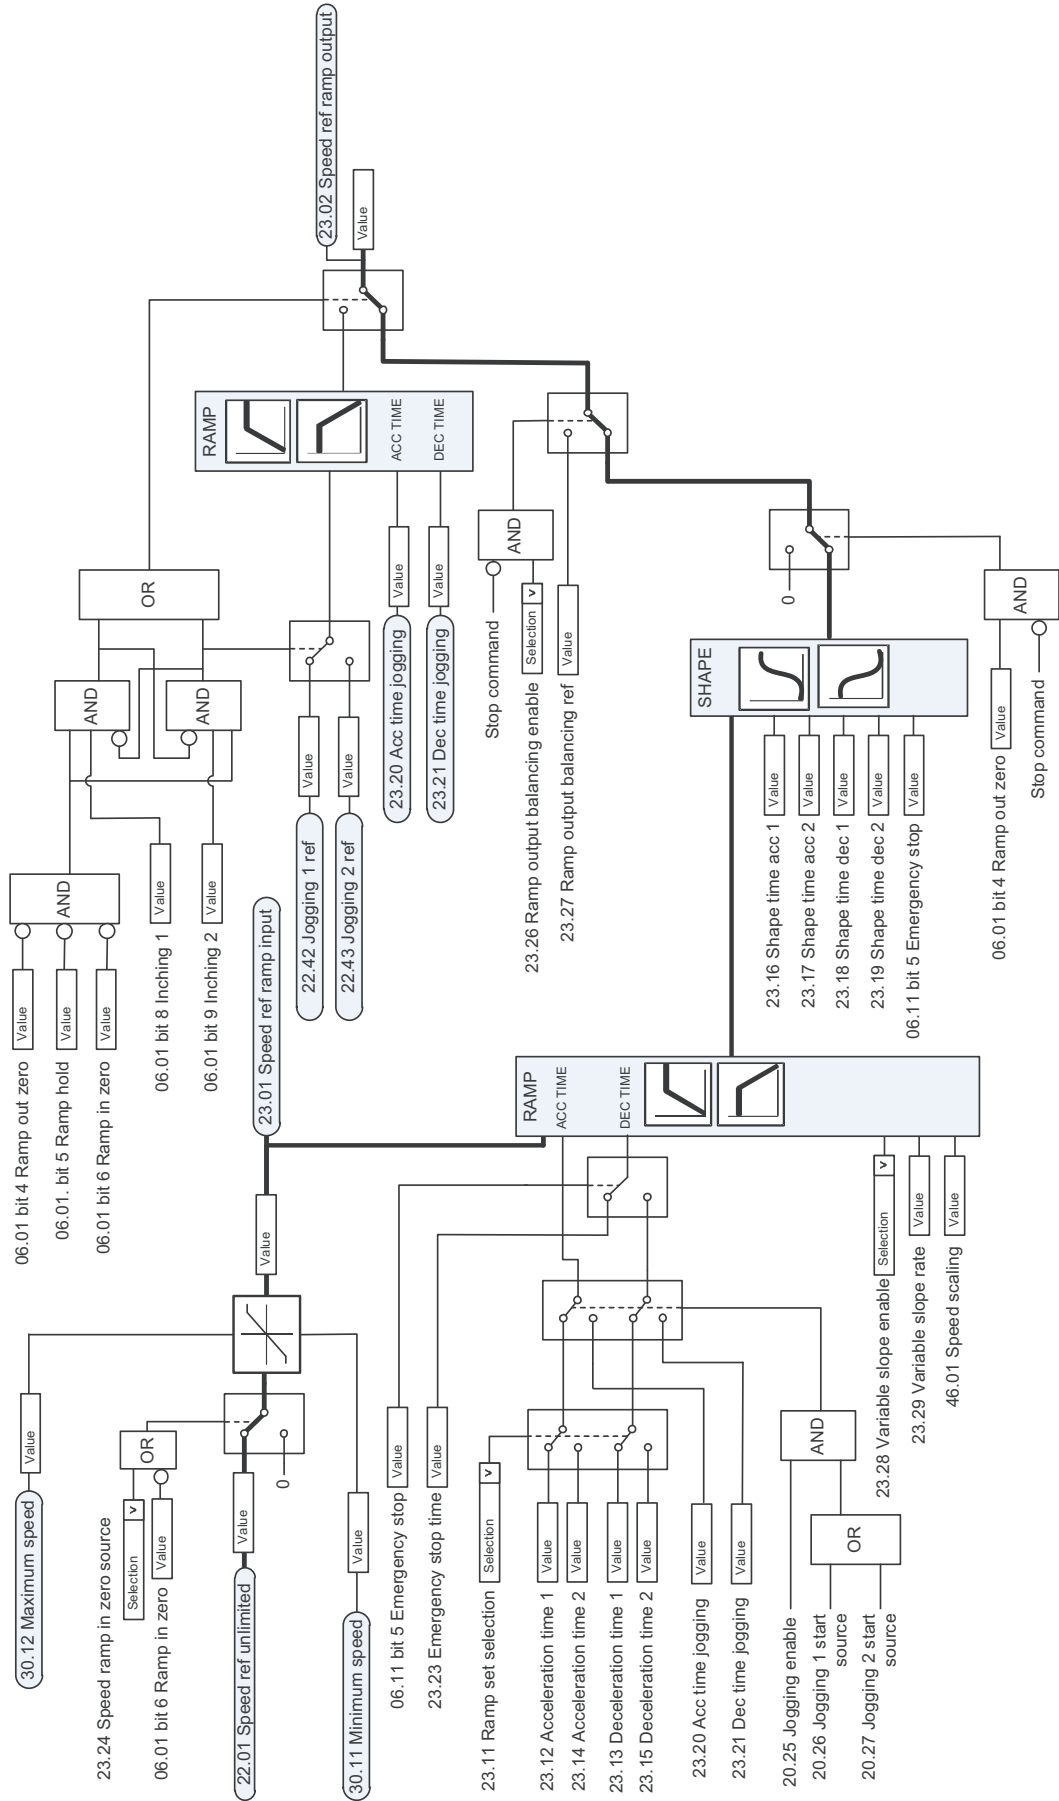 30.12 Maximum speed
Value
23.24 Speed ramp in zero source
Selection
v
06.01 bit 6 Ramp in zero
Value
OR
22.01 Speed ref unlimited
Value
0
30.11 Minimum speed
Value
Value
23.01 Speed ref ramp input
06.01 bit 4 Ramp out zero
Value
06.01. bit 5 Ramp hold
Value
06.01 bit 6 Ramp in zero
Value
AND
06.01 bit 8 Inching 1
Value
06.01 bit 9 Inching 2
Value
AND
AND
OR
22.42 Jogging 1 ref
Value
22.43 Jogging 2 ref
Value
23.20 Acc time jogging
Value
23.21 Dec time jogging
Value
RAMP
ACC TIME
DEC TIME
23.02 Speed ref ramp output
Value
Stop command
23.26 Ramp output balancing enable
Selection
v
AND
23.27 Ramp output balancing ref
Value
06.11 bit 5 Emergency stop
Value
23.23 Emergency stop time
Value
23.11 Ramp set selection
Selection
v
23.12 Acceleration time 1
Value
23.14 Acceleration time 2
Value
23.13 Deceleration time 1
Value
23.15 Deceleration time 2
Value
23.20 Acc time jogging
Value
23.21 Dec time jogging
Value
20.25 Jogging enable
20.26 Jogging 1 start
source
20.27 Jogging 2 start
source
OR
AND
23.28 Variable slope enable
Selection
v
23.29 Variable slope rate
Value
46.01 Speed scaling
Value
RAMP
ACC TIME
DEC TIME
23.16 Shape time acc 1
Value
23.17 Shape time acc 2
Value
23.18 Shape time dec 1
Value
23.19 Shape time dec 2
Value
06.11 bit 5 Emergency stop
Value
SHAPE
0
06.01 bit 4 Ramp out zero
Value
Stop command
AND